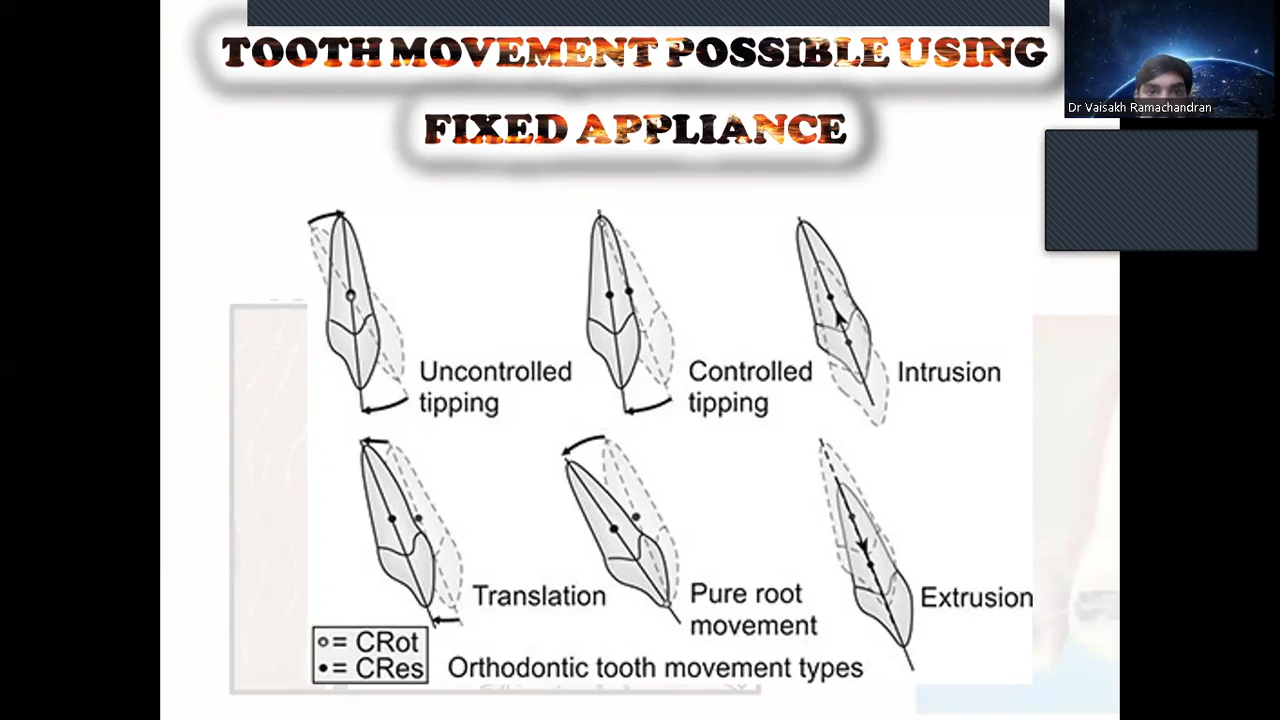 TOOTH MOVEMENT POSSIBLE USING
FIXED APPLIANCE
Dr Vaisakh Ramachandran
Uncontrolled
tipping
Controlled
tipping
Intrusion
Translation
Pure root
movement
Extrusion
= CRot
= CRes
Orthodontic tooth movement types